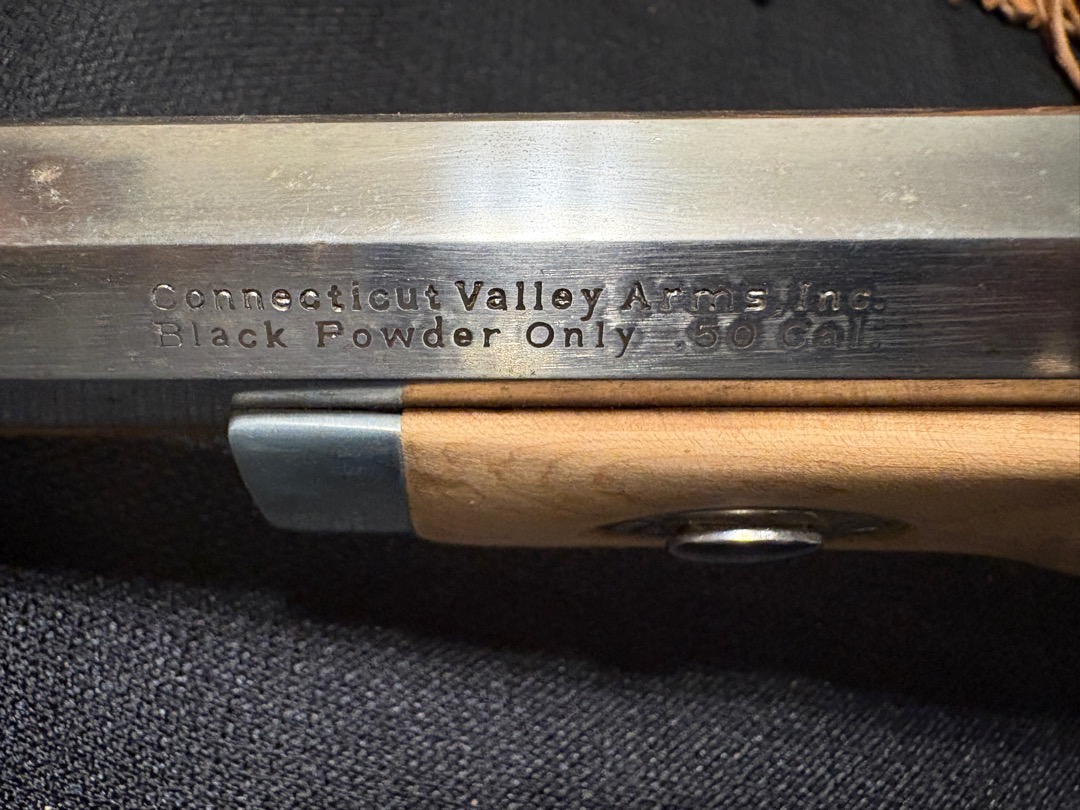 Connecticut Valley Arms, Inc.
Black Powder Only .50 Cal.